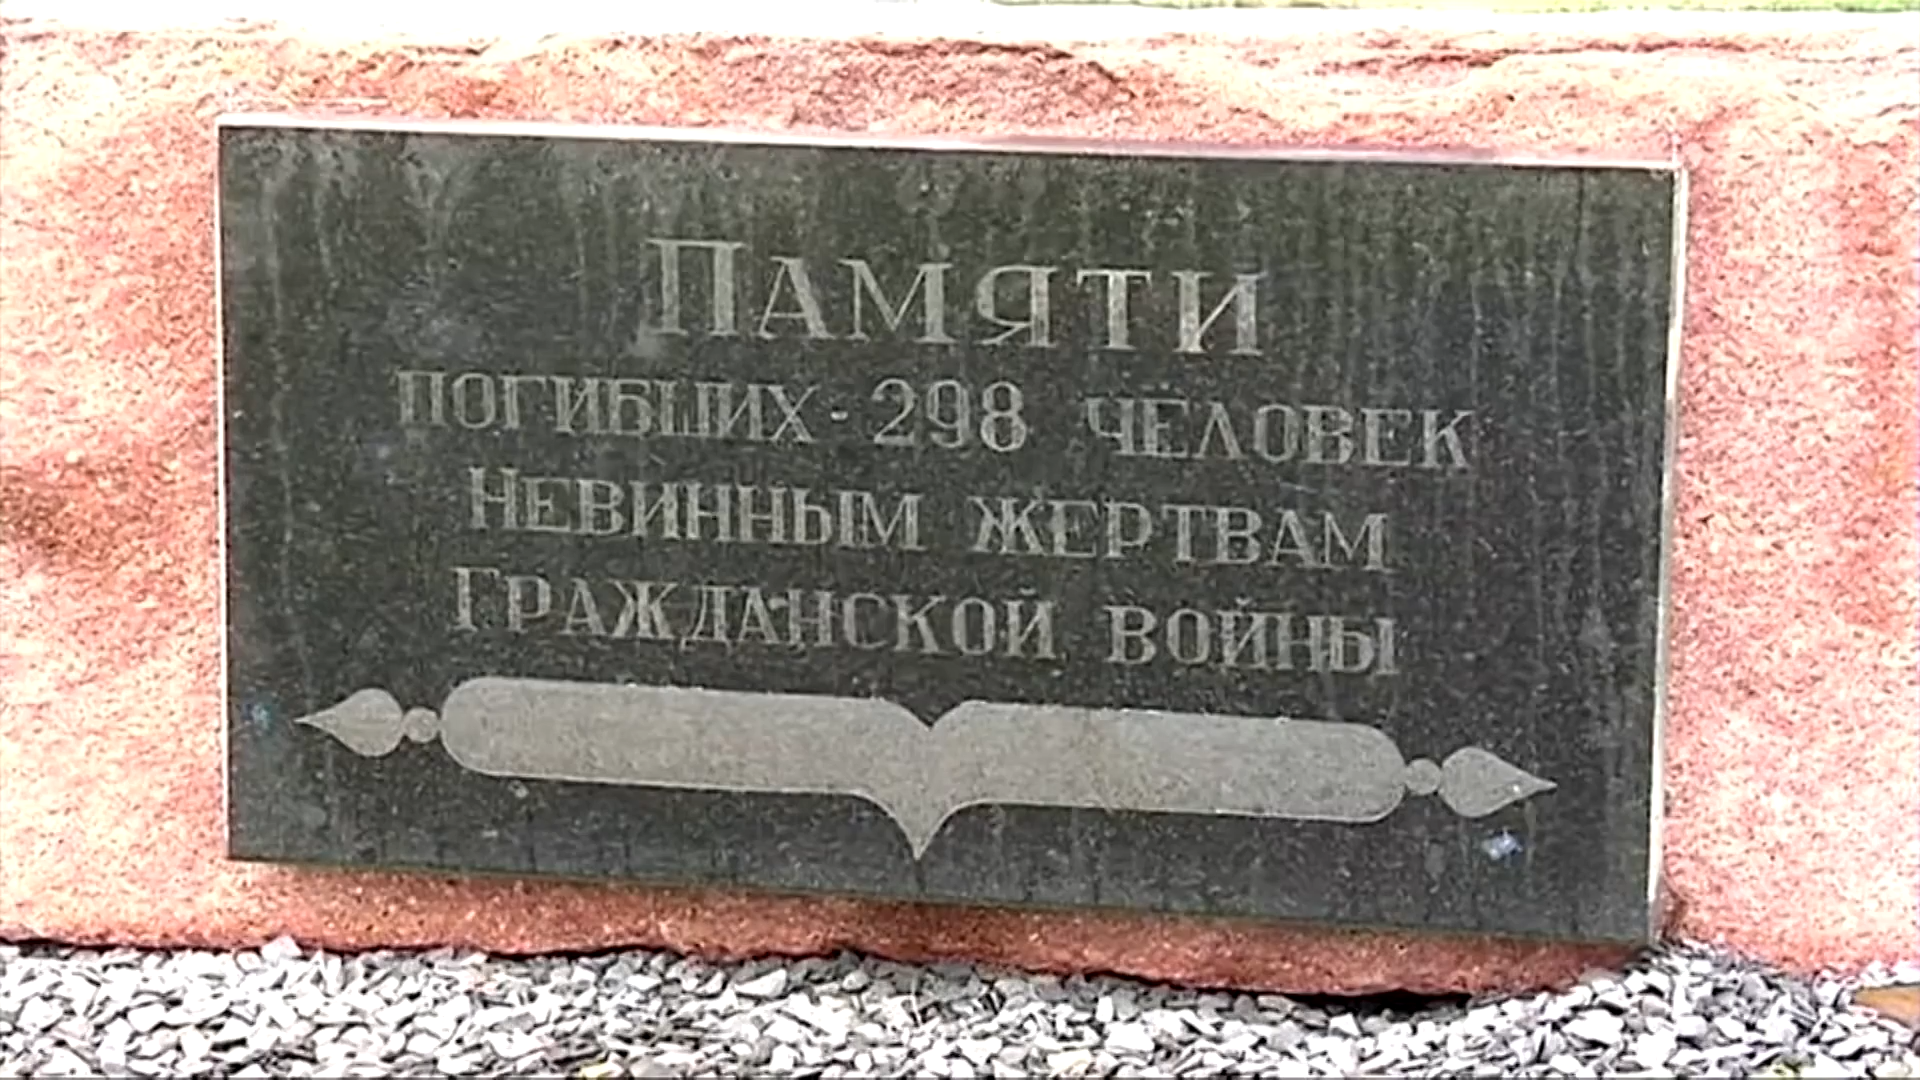 Памяти
погибших - 298 человек
Невинным жертвам
Гражданской войны